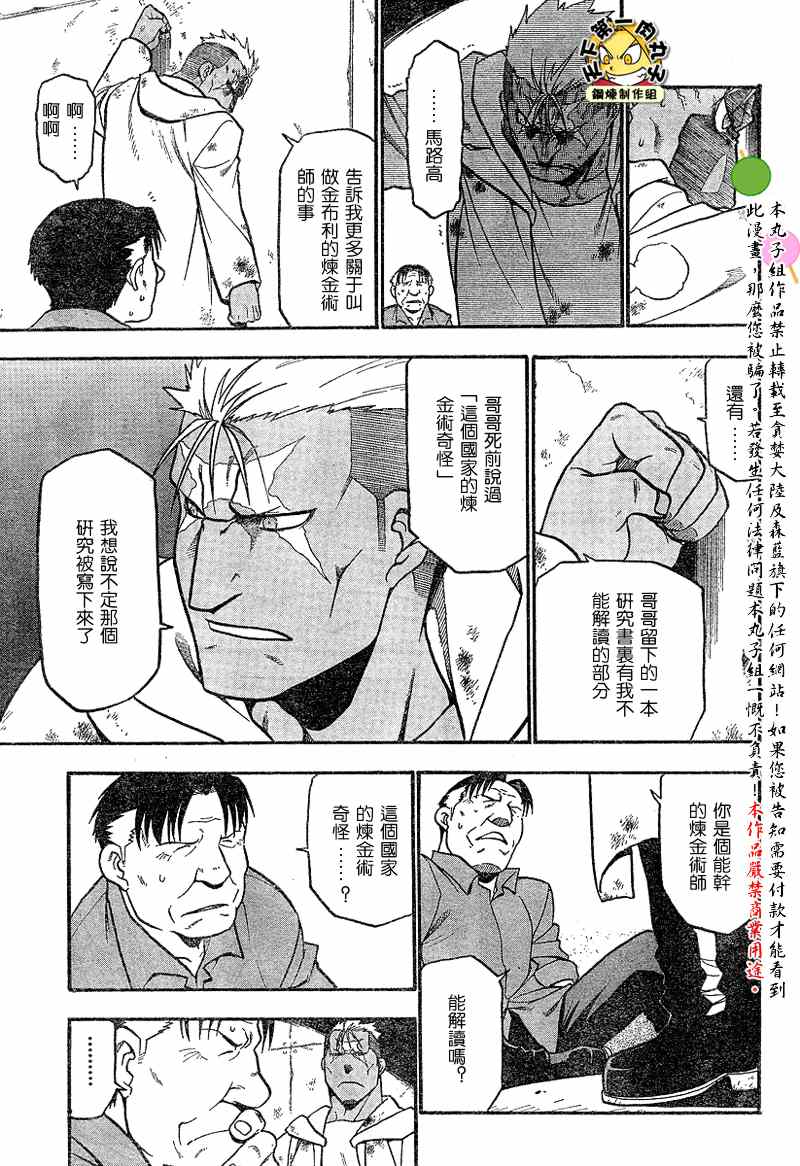 天下第一肉丸子
鋼煉制作組
……馬路高
啊……
啊啊
告訴我更多關于叫
做金布利的煉金術
師的事
還有……
哥哥留下的一本
研究書裏有我不
能解讀的部分
哥哥死前說過
「這個國家的煉
金術奇怪」
我想說不定那個
研究被寫下來了
你是個能幹
的煉金術師
能解讀嗎？
這個國家
的煉金術
奇怪……？
………
本丸子組作品禁止轉載至貪婪大陸及森藍旗下的任何網站！如果您被告知需要付款才能看到
此漫畫，那麼您被騙了。若發生任何法律問題本丸子組一慨不負責！本作品嚴禁商業用途。